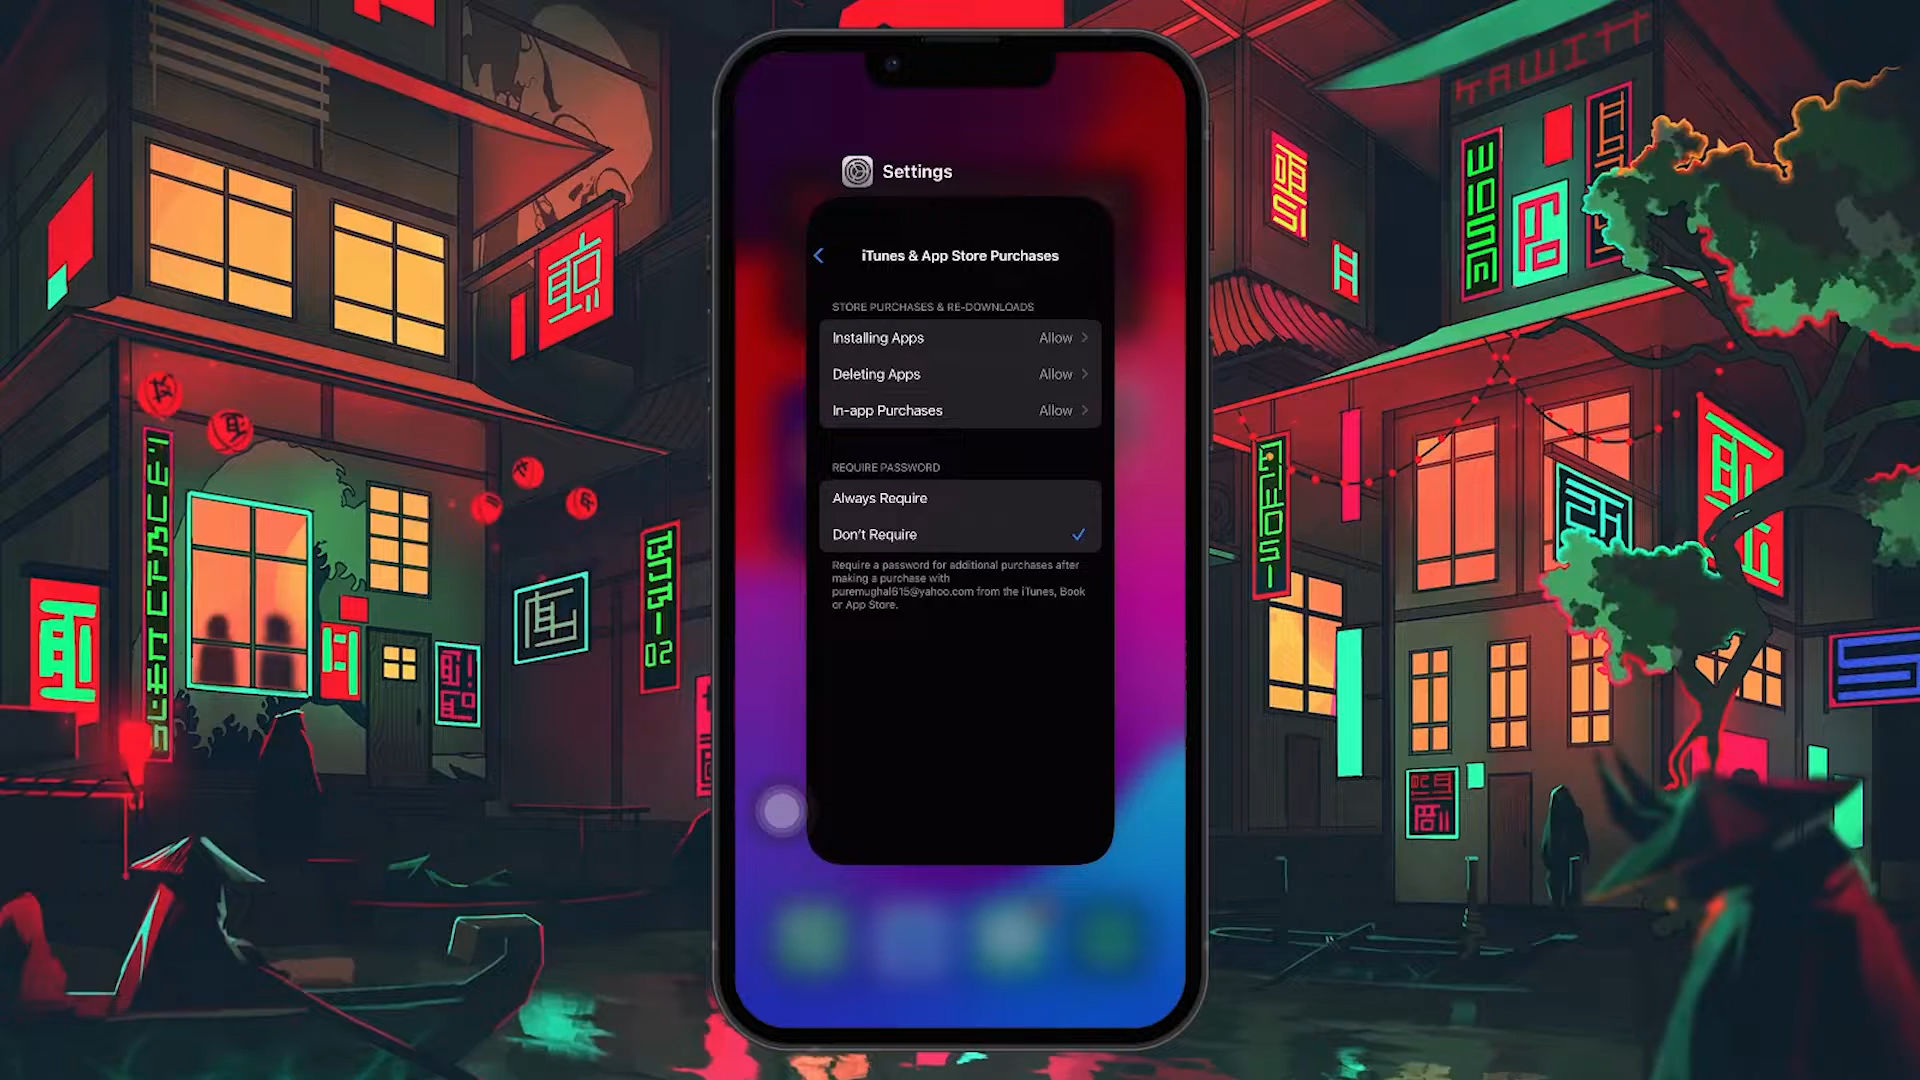 Settings
iTunes & App Store Purchases
STORE PURCHASES & RE-DOWNLOADS
Installing Apps Allow
Deleting Apps Allow
In-app Purchases Allow
REQUIRE PASSWORD
Always Require
Don't Require
Require a password for additional purchases after
making a purchase with
puremughal615@yahoo.com from the iTunes, Book
or App Store.